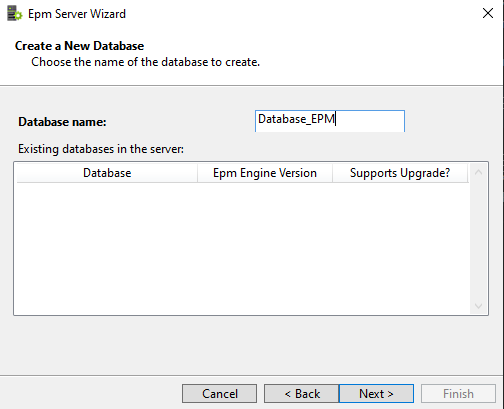 Epm Server Wizard
Create a New Database
Choose the name of the database to create.
Database name: Database_EPM
Existing databases in the server:
Database Epm Engine Version Supports Upgrade?
Cancel < Back Next > Finish